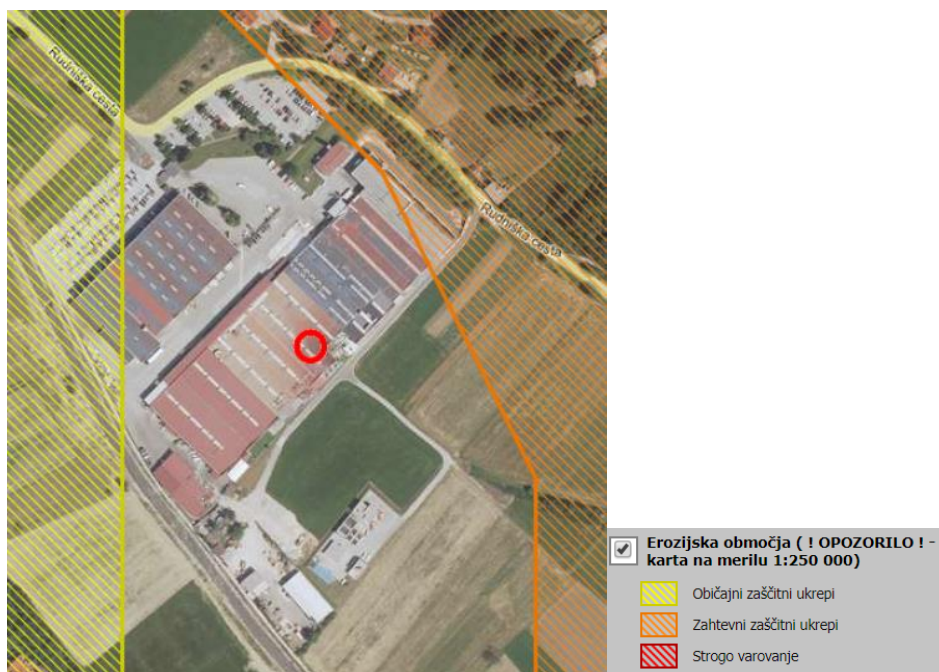 Rudniška cesta
Rudniška cesta
Erozijska območja ( ! OPOZORILO ! -
karta na merilu 1:250 000)
Običajni zaščitni ukrepi
Zahtevni zaščitni ukrepi
Strogo varovanje